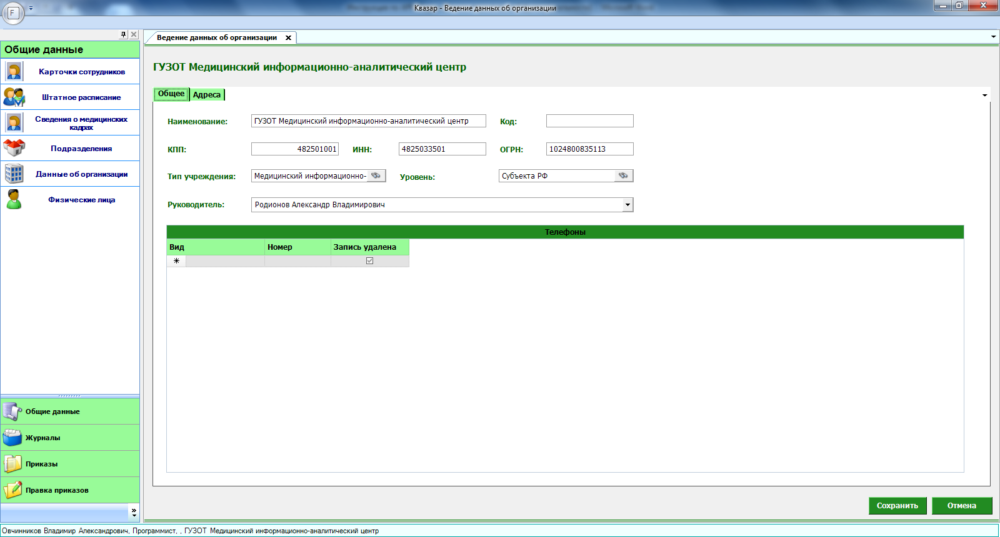 F
Квазар - Ведение данных об организации
Общие данные
Карточки сотрудников
Штатное расписание
Сведения о медицинских
кадрах
Подразделения
Данные об организации
Физические лица
Общие данные
Журналы
Приказы
Правка приказов
Ведение данных об организации
ГУЗОТ Медицинский информационно-аналитический центр
Общее Адреса
Наименование: ГУЗОТ Медицинский информационно-аналитический центр Код:
КПП: 482501001 ИНН: 4825033501 ОГРН: 1024800835113
Тип учреждения: Медицинский информационно- Уровень: Субъекта РФ
Руководитель: Родионов Александр Владимирович
Телефоны
Вид Номер Запись удалена
Сохранить Отмена
Овчинников Владимир Александрович, Программист, , ГУЗОТ Медицинский информационно-аналитический центр